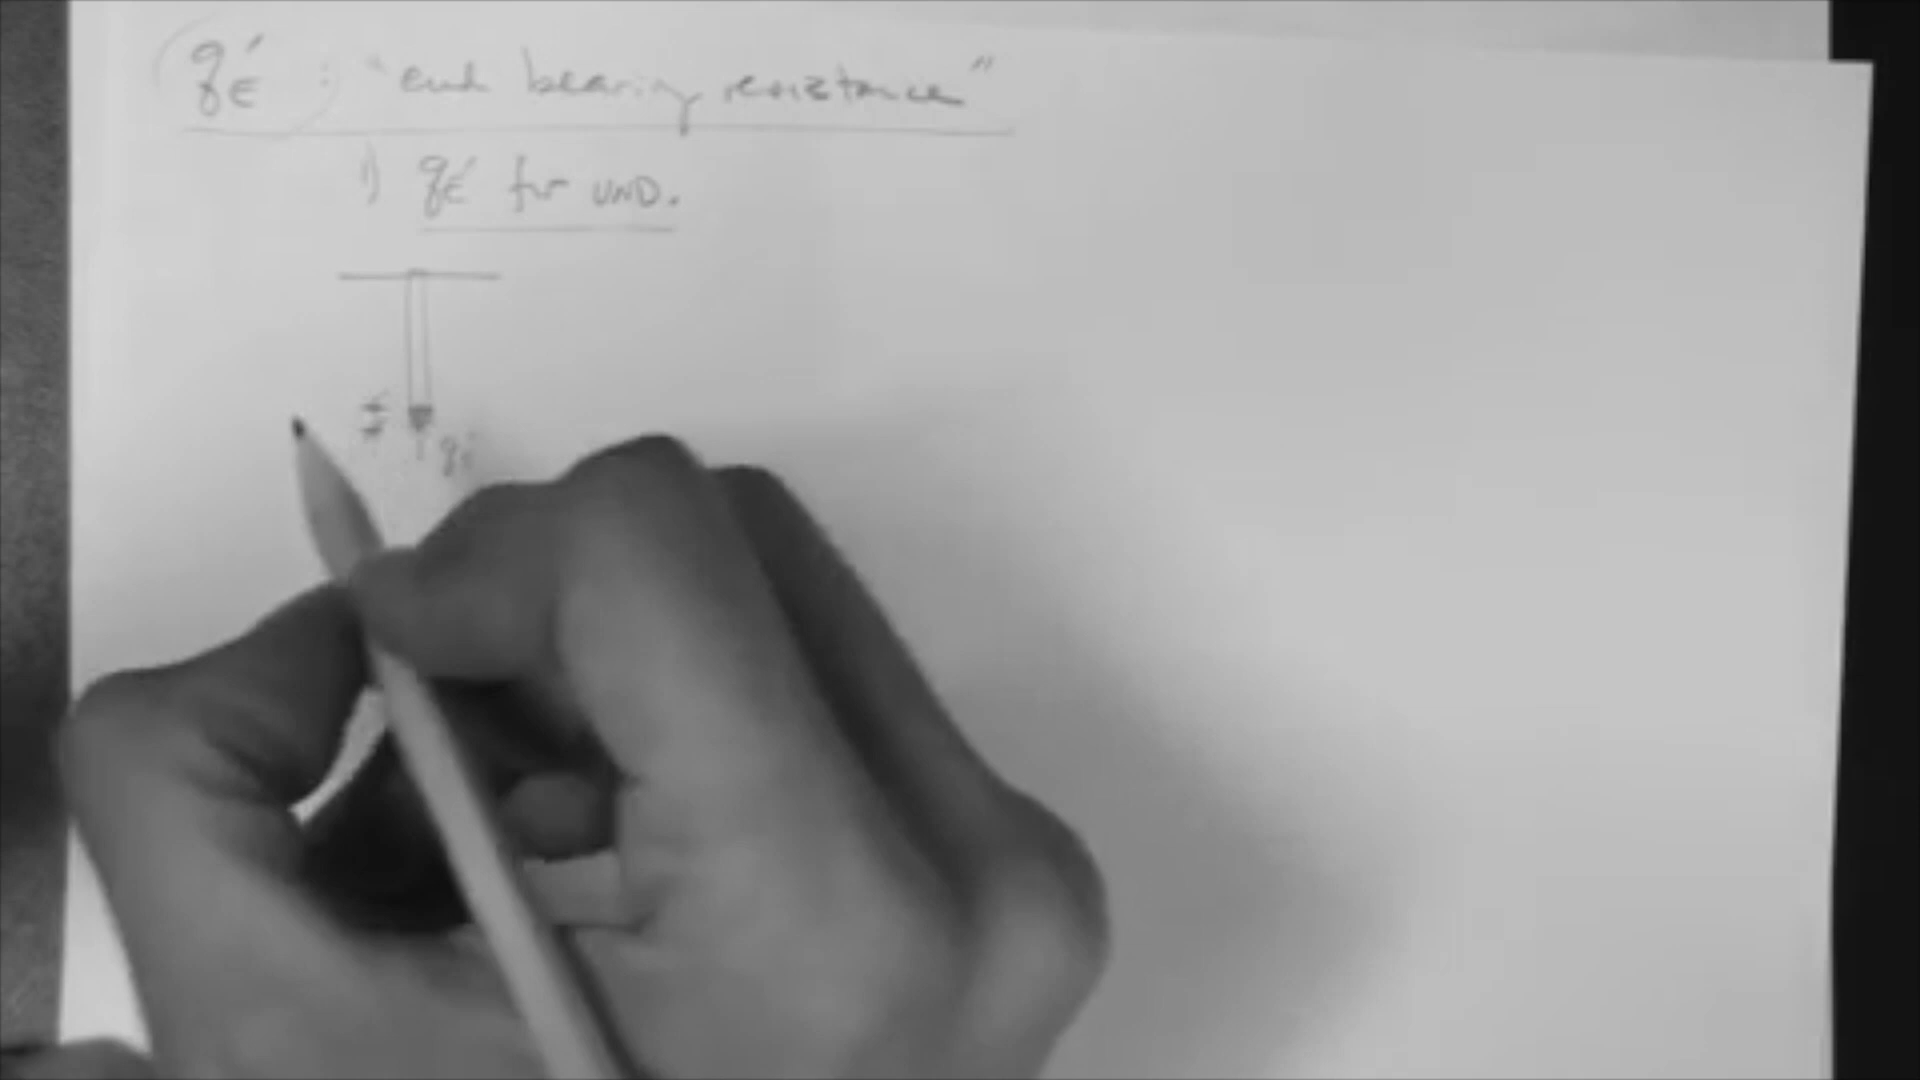 q'E : "end bearing resistance"
1) q'E for UND.
q'E